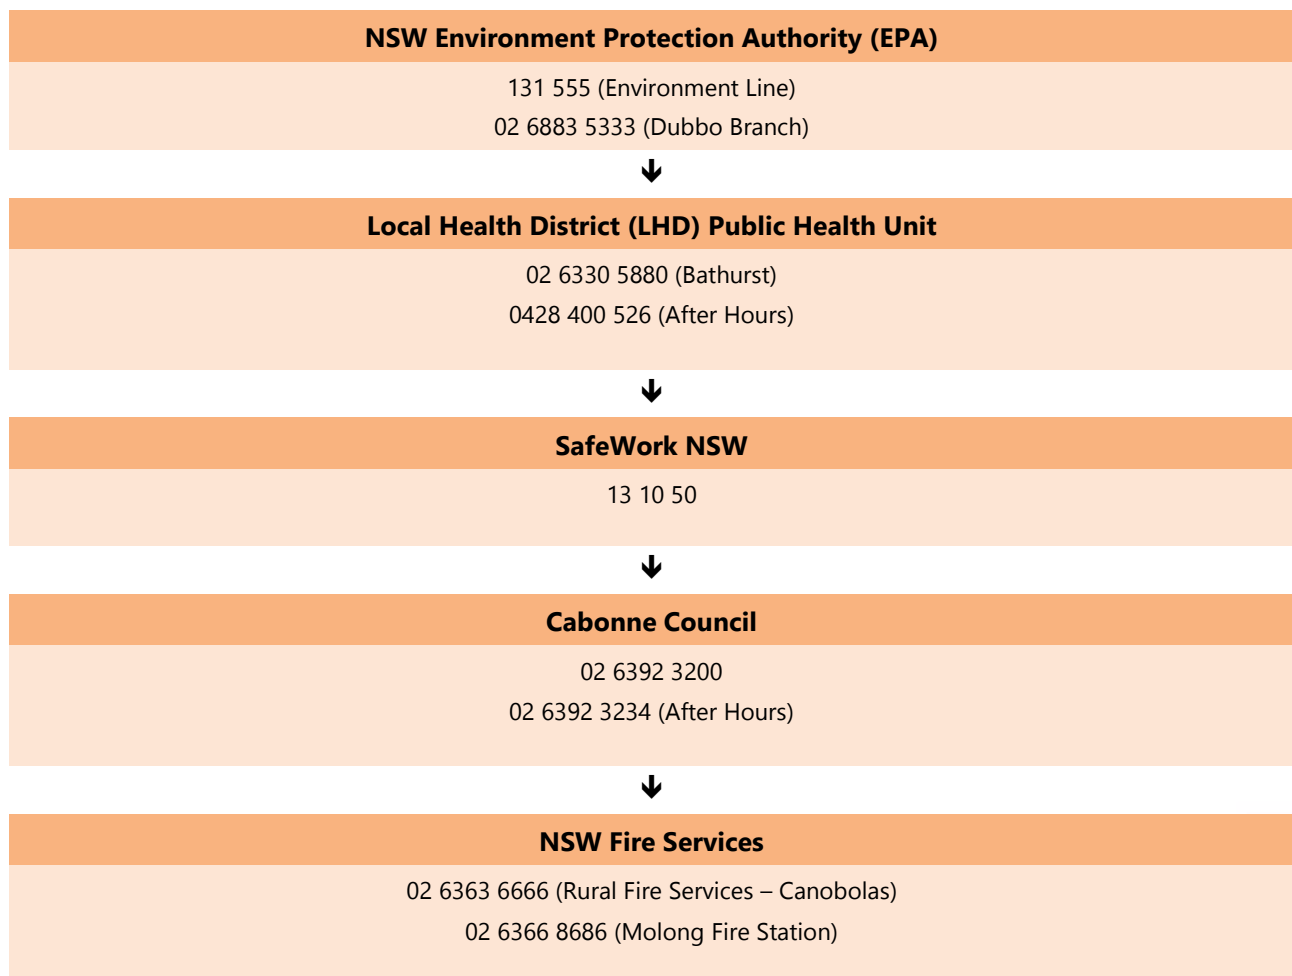 NSW Environment Protection Authority (EPA)
131 555 (Environment Line)
02 6883 5333 (Dubbo Branch)
Local Health District (LHD) Public Health Unit
02 6330 5880 (Bathurst)
0428 400 526 (After Hours)
SafeWork NSW
13 10 50
Cabonne Council
02 6392 3200
02 6392 3234 (After Hours)
NSW Fire Services
02 6363 6666 (Rural Fire Services – Canobolas)
02 6366 8686 (Molong Fire Station)